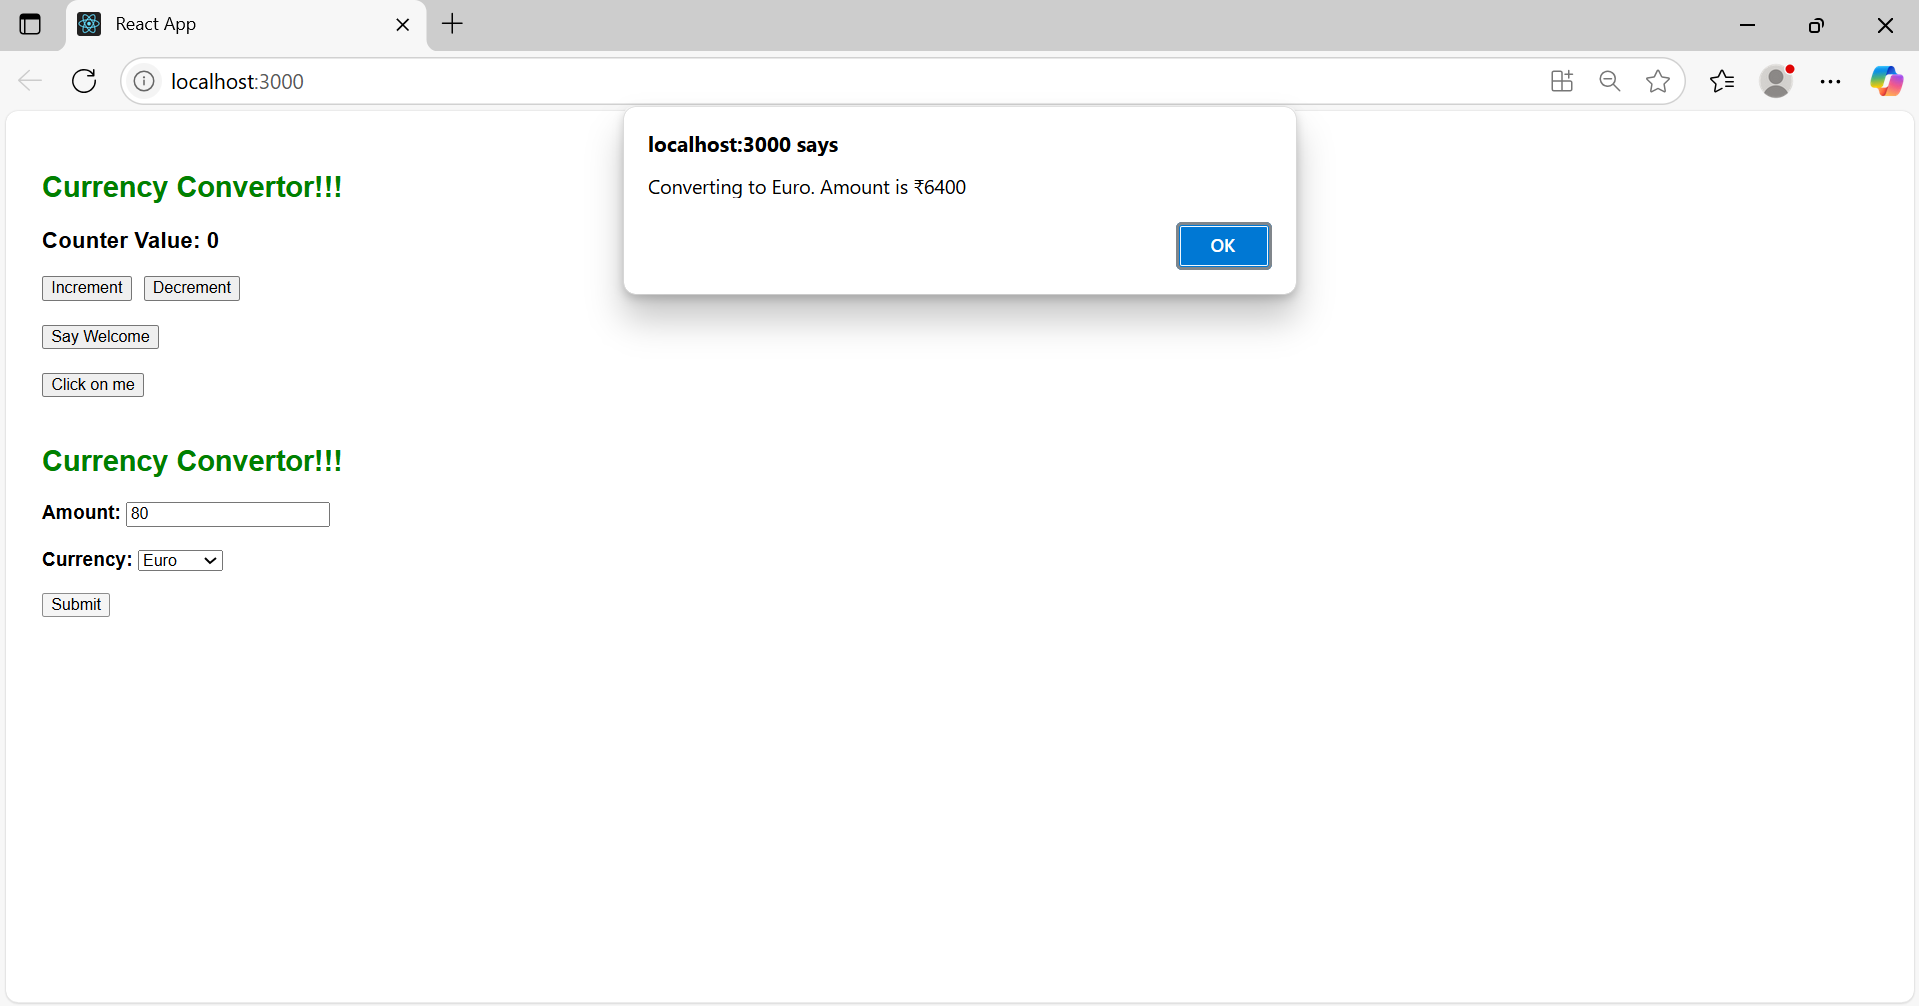 React App
localhost:3000
localhost:3000 says
Converting to Euro. Amount is ₹6400
OK
Currency Convertor!!!
Counter Value: 0
Increment Decrement
Say Welcome
Click on me
Currency Convertor!!!
Amount: 80
Currency: Euro
Submit